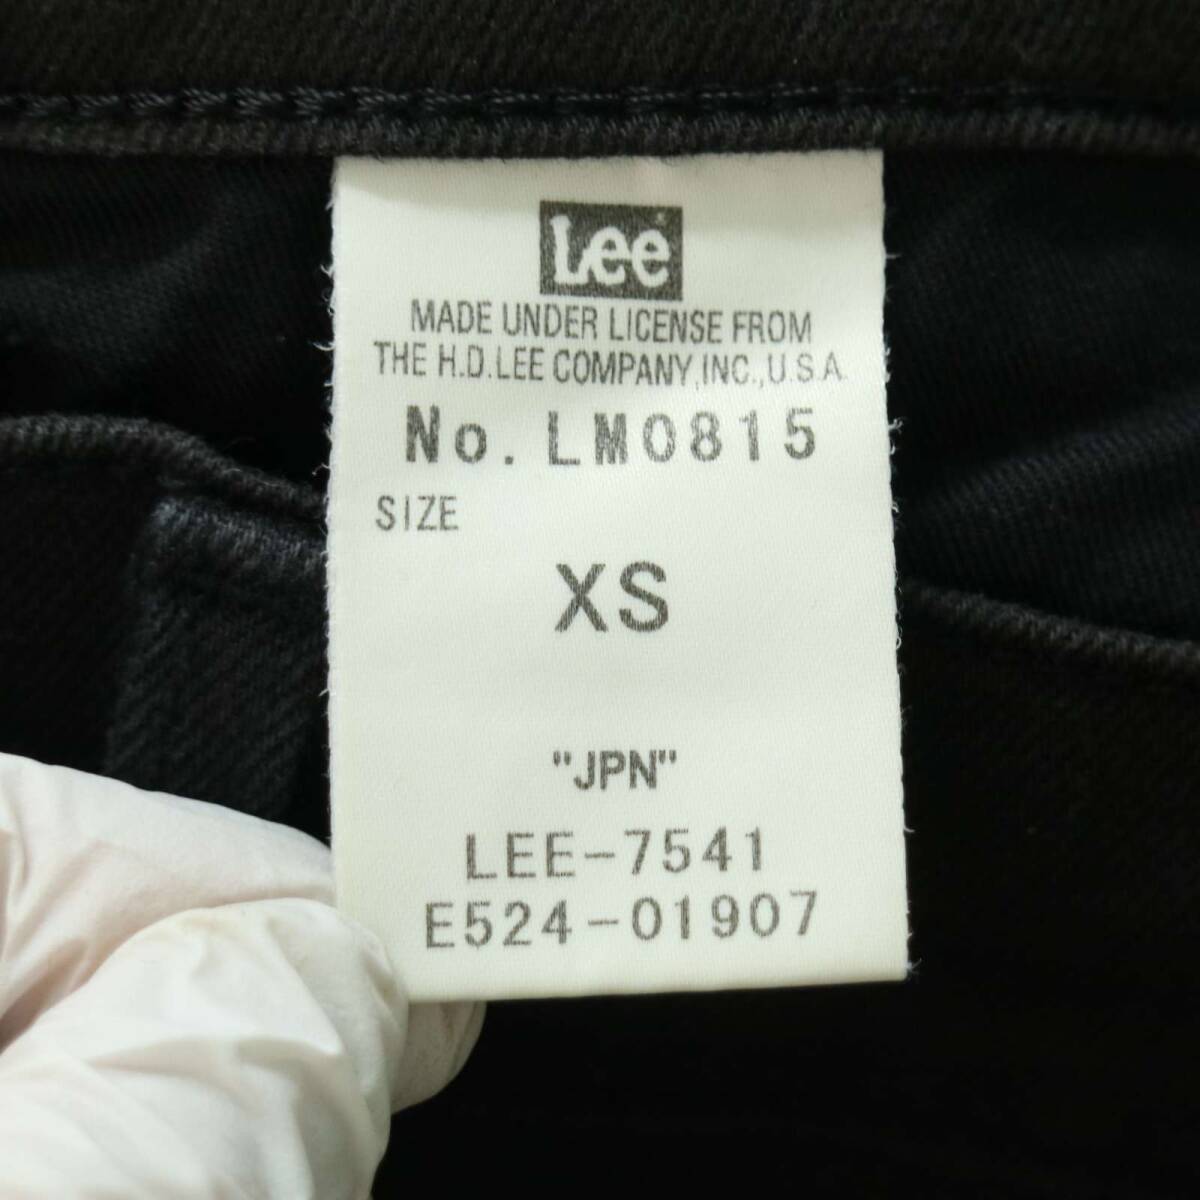 Lee®
MADE UNDER LICENSE FROM
THE H.D.LEE COMPANY,INC.,U.S.A.
No. LM0815
SIZE
XS
"JPN"
LEE-7541
E524-01907